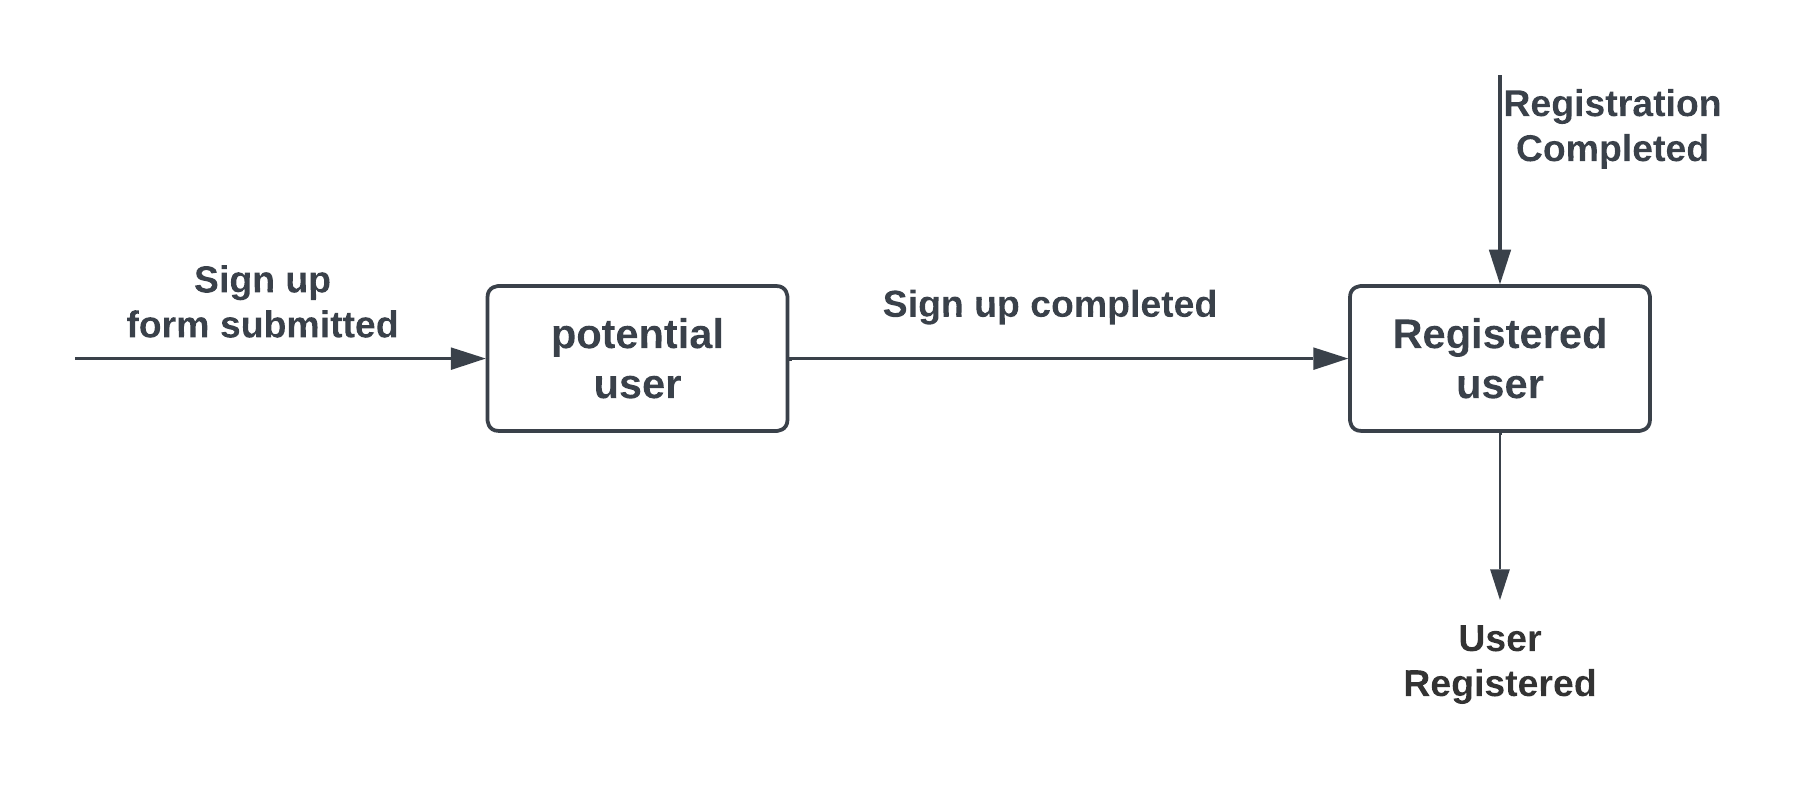 Registration
Completed
Sign up
form submitted
potential
user
Sign up completed
Registered
user
User
Registered